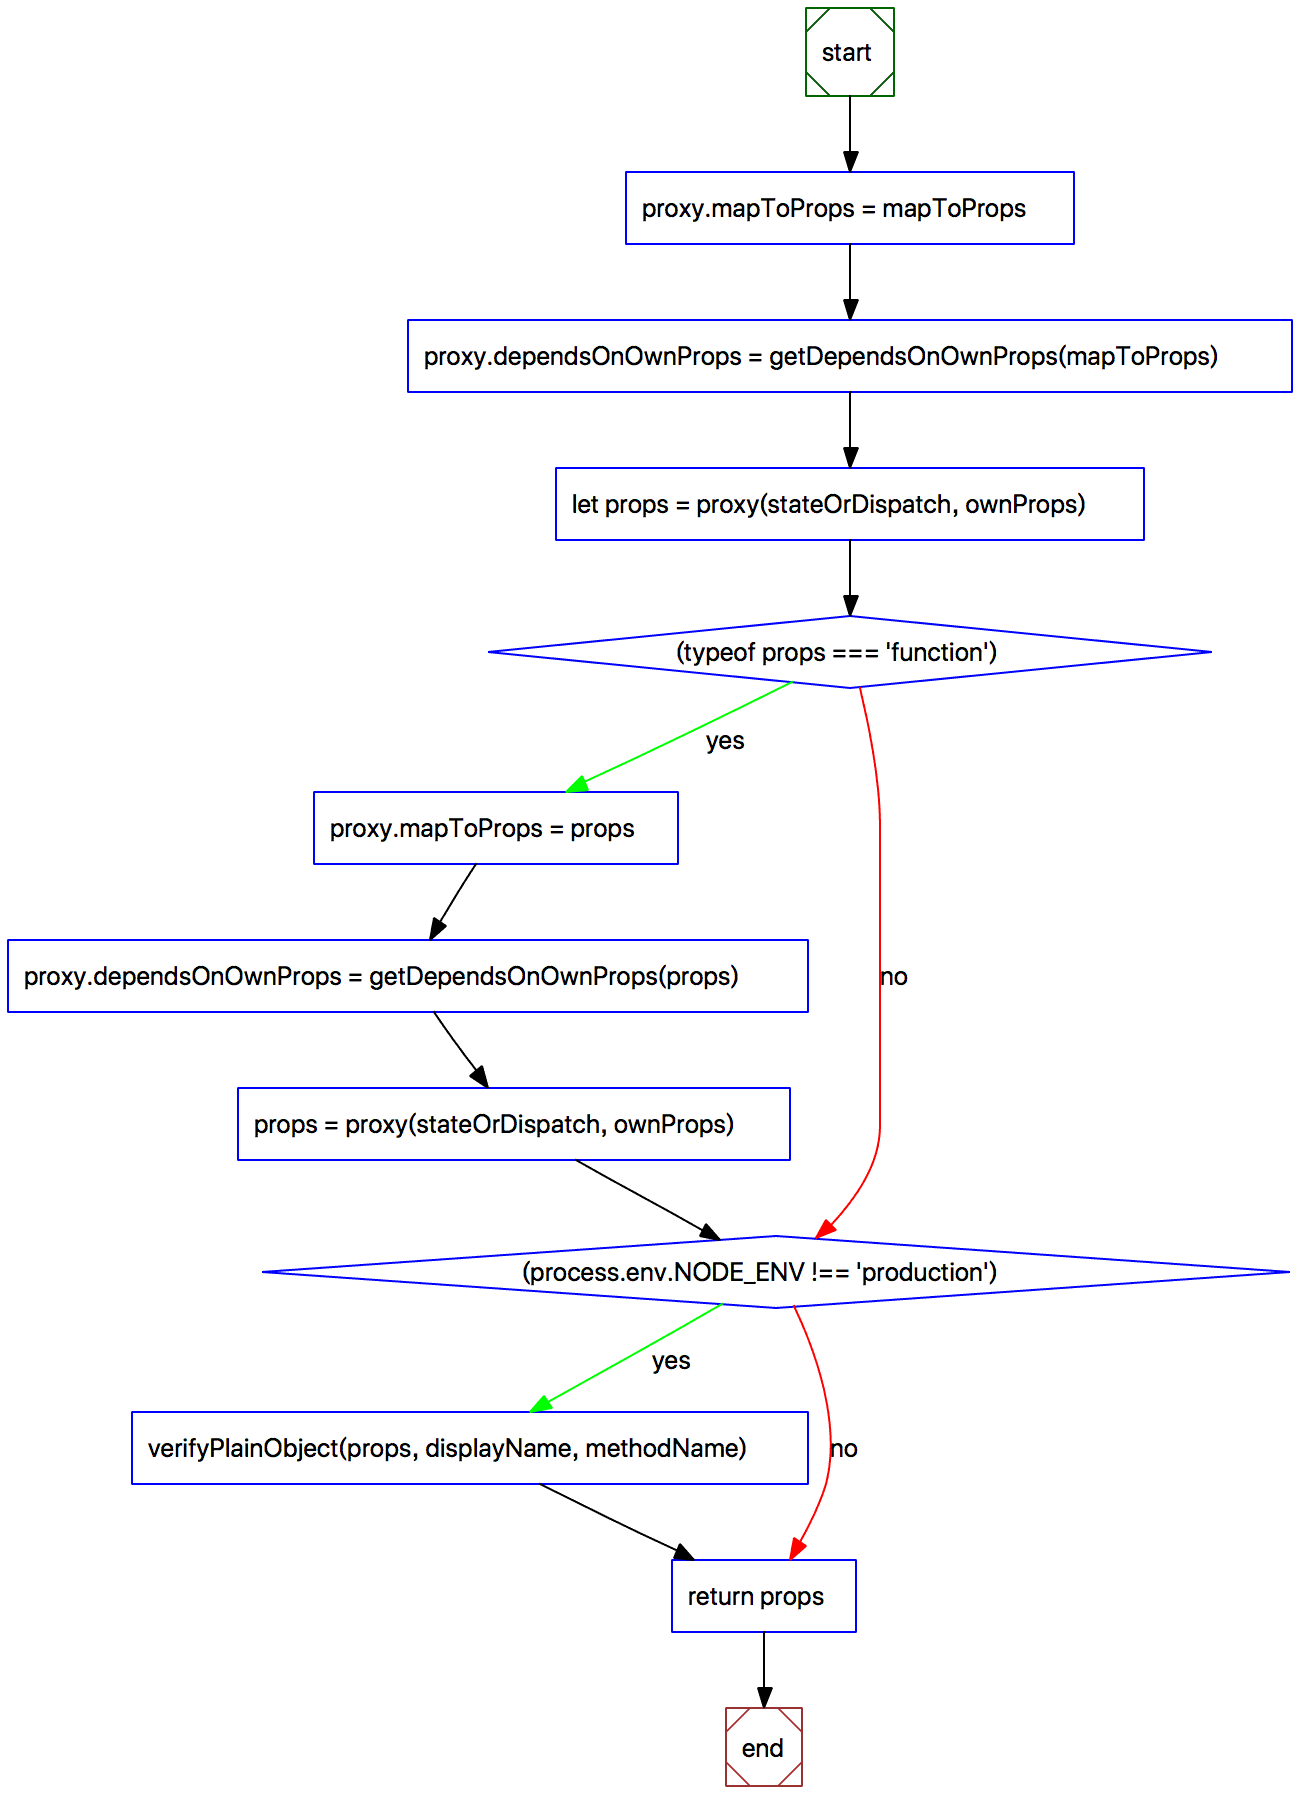 start
proxy.mapToProps = mapToProps
proxy.dependsOnOwnProps = getDependsOnOwnProps(mapToProps)
let props = proxy(stateOrDispatch, ownProps)
(typeof props === 'function')
yes
proxy.mapToProps = props
proxy.dependsOnOwnProps = getDependsOnOwnProps(props)
no
props = proxy(stateOrDispatch, ownProps)
(process.env.NODE_ENV !== 'production')
yes
verifyPlainObject(props, displayName, methodName)
no
return props
end